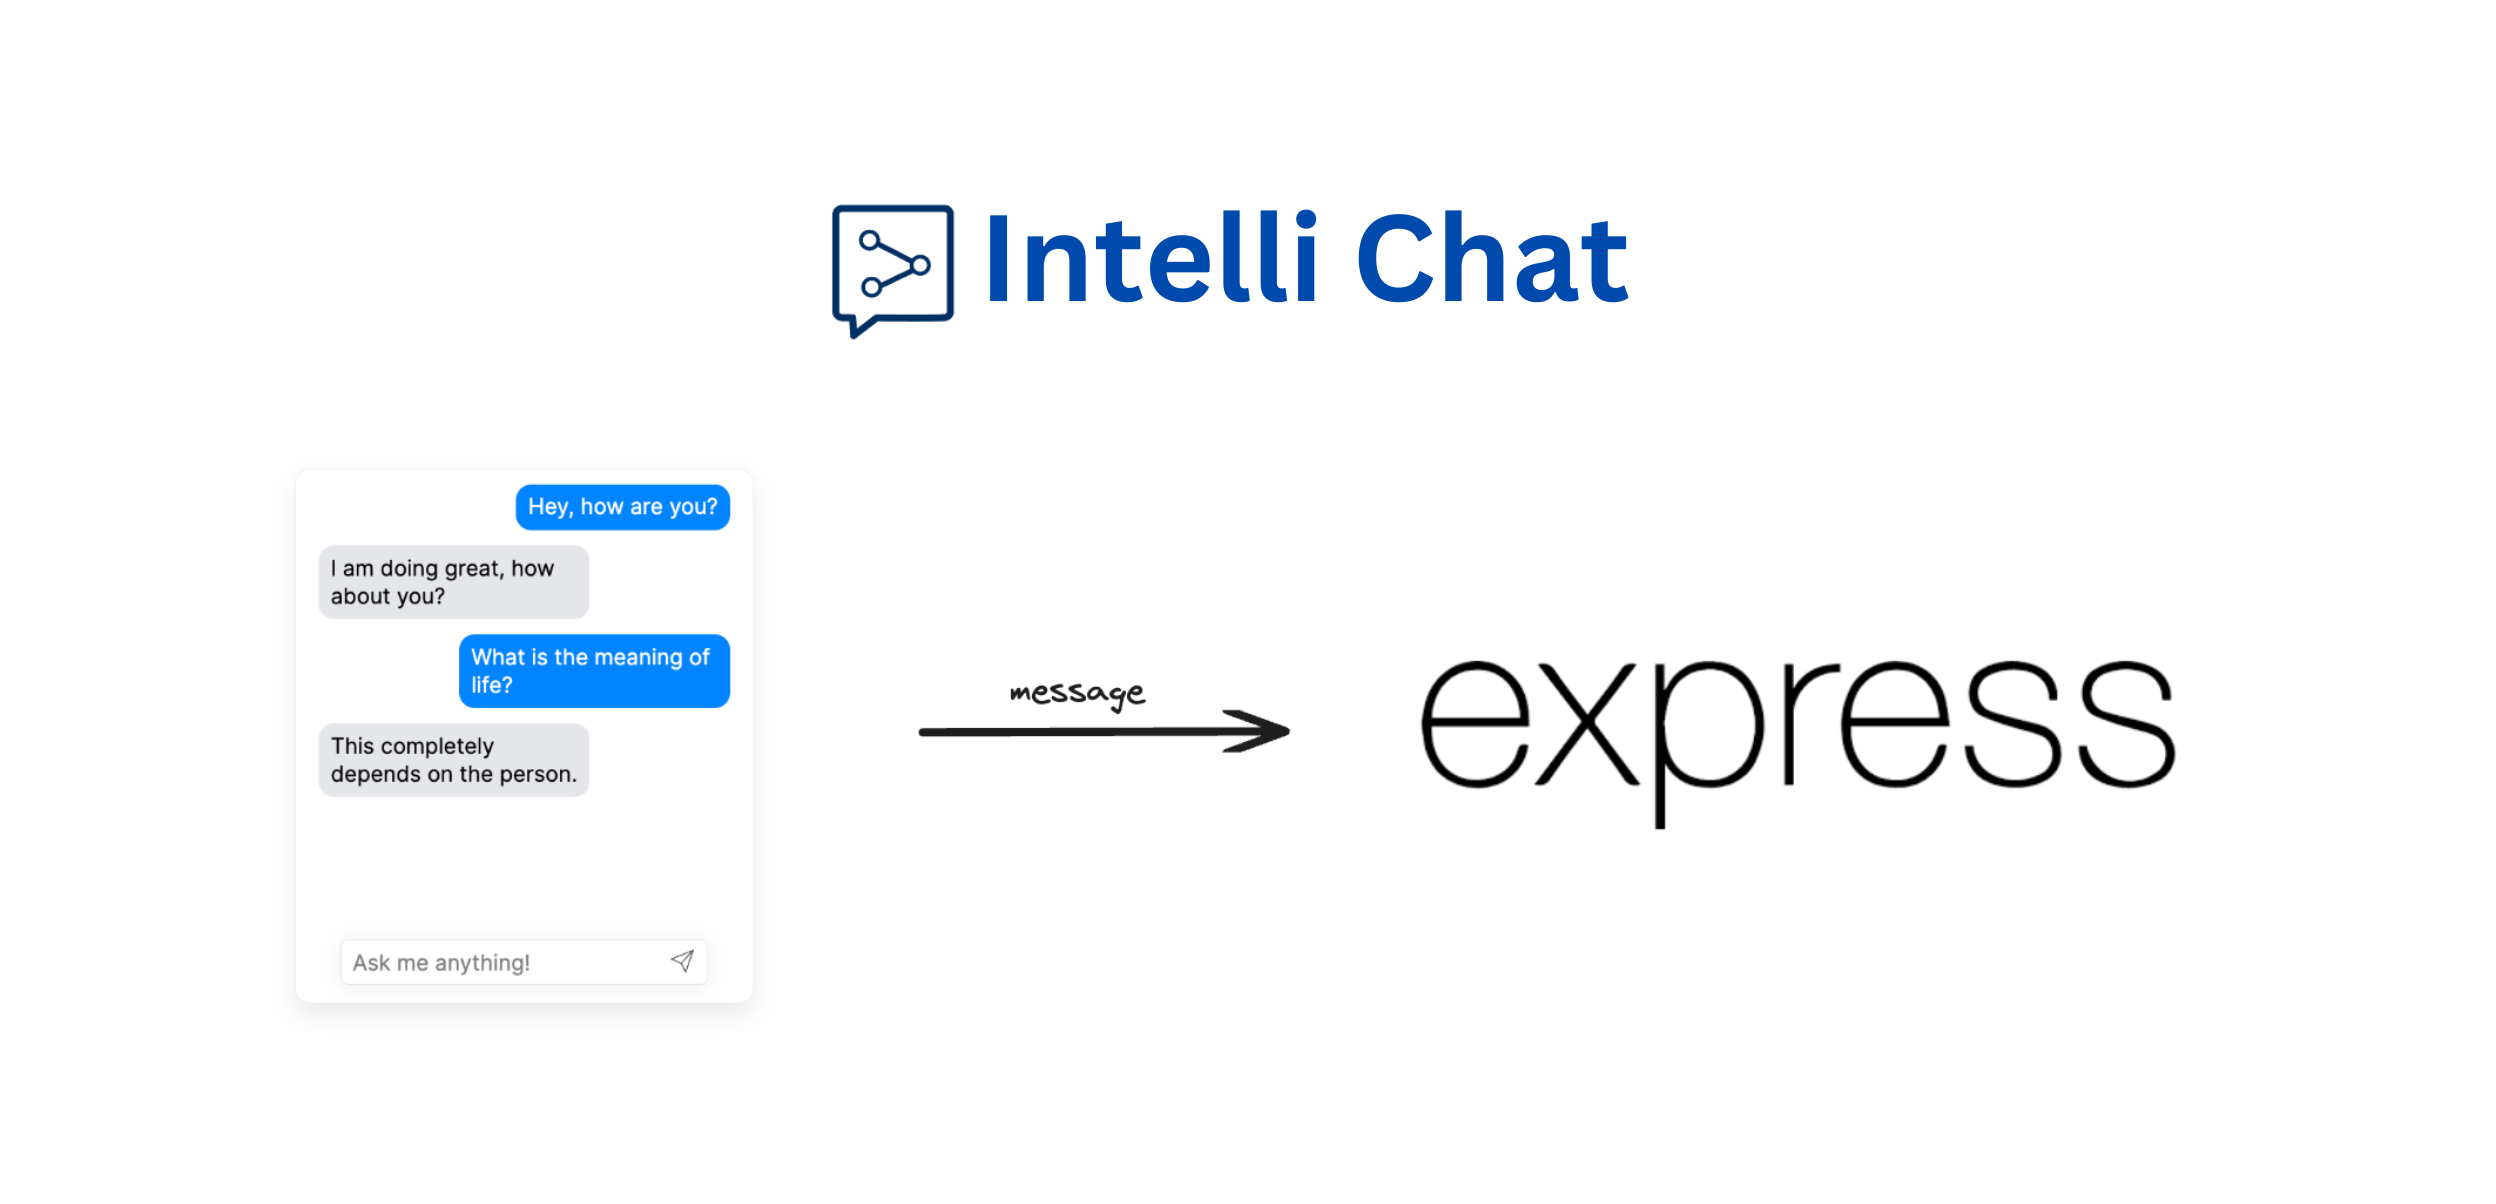 Intelli Chat
Hey, how are you?
I am doing great, how
about you?
What is the meaning of
life?
This completely
depends on the person.
Ask me anything!
message
express